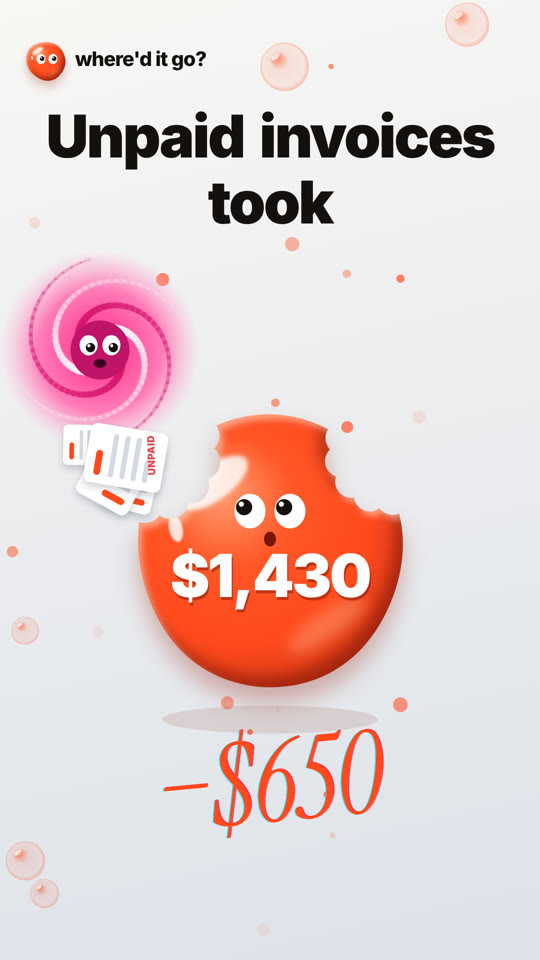 where'd it go?
Unpaid invoices
took
UNPAID
$1,430
–$650